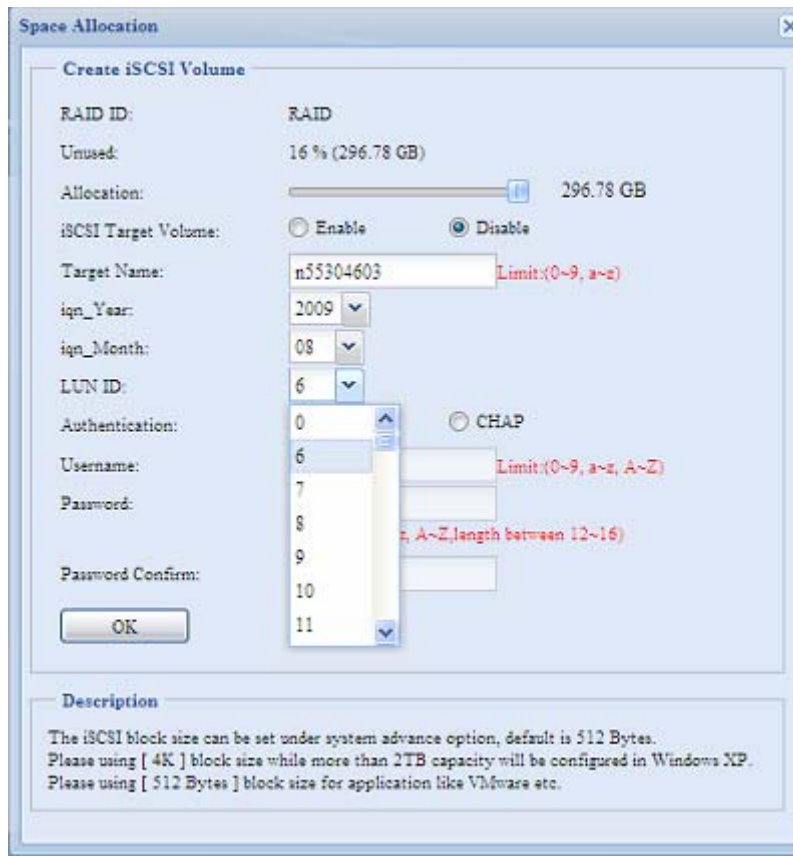 Space Allocation
Create iSCSI Volume
RAID ID: RAID
Unused: 16 % (296.78 GB)
Allocation: 296.78 GB
iSCSI Target Volume: Enable Disable
Target Name: n55304603 Limit:(0~9, a~z)
iqn_Year: 2009
iqn_Month: 08
LUN ID: 6
0
Authentication: CHAP
6
Username: Limit:(0~9, a~z, A~Z)
7
Password:
8
z, A~Z,length between 12~16)
9
Password Confirm:
10
11
OK
Description
The iSCSI block size can be set under system advance option, default is 512 Bytes.
Please using [ 4K ] block size while more than 2TB capacity will be configured in Windows XP.
Please using [ 512 Bytes ] block size for application like VMware etc.